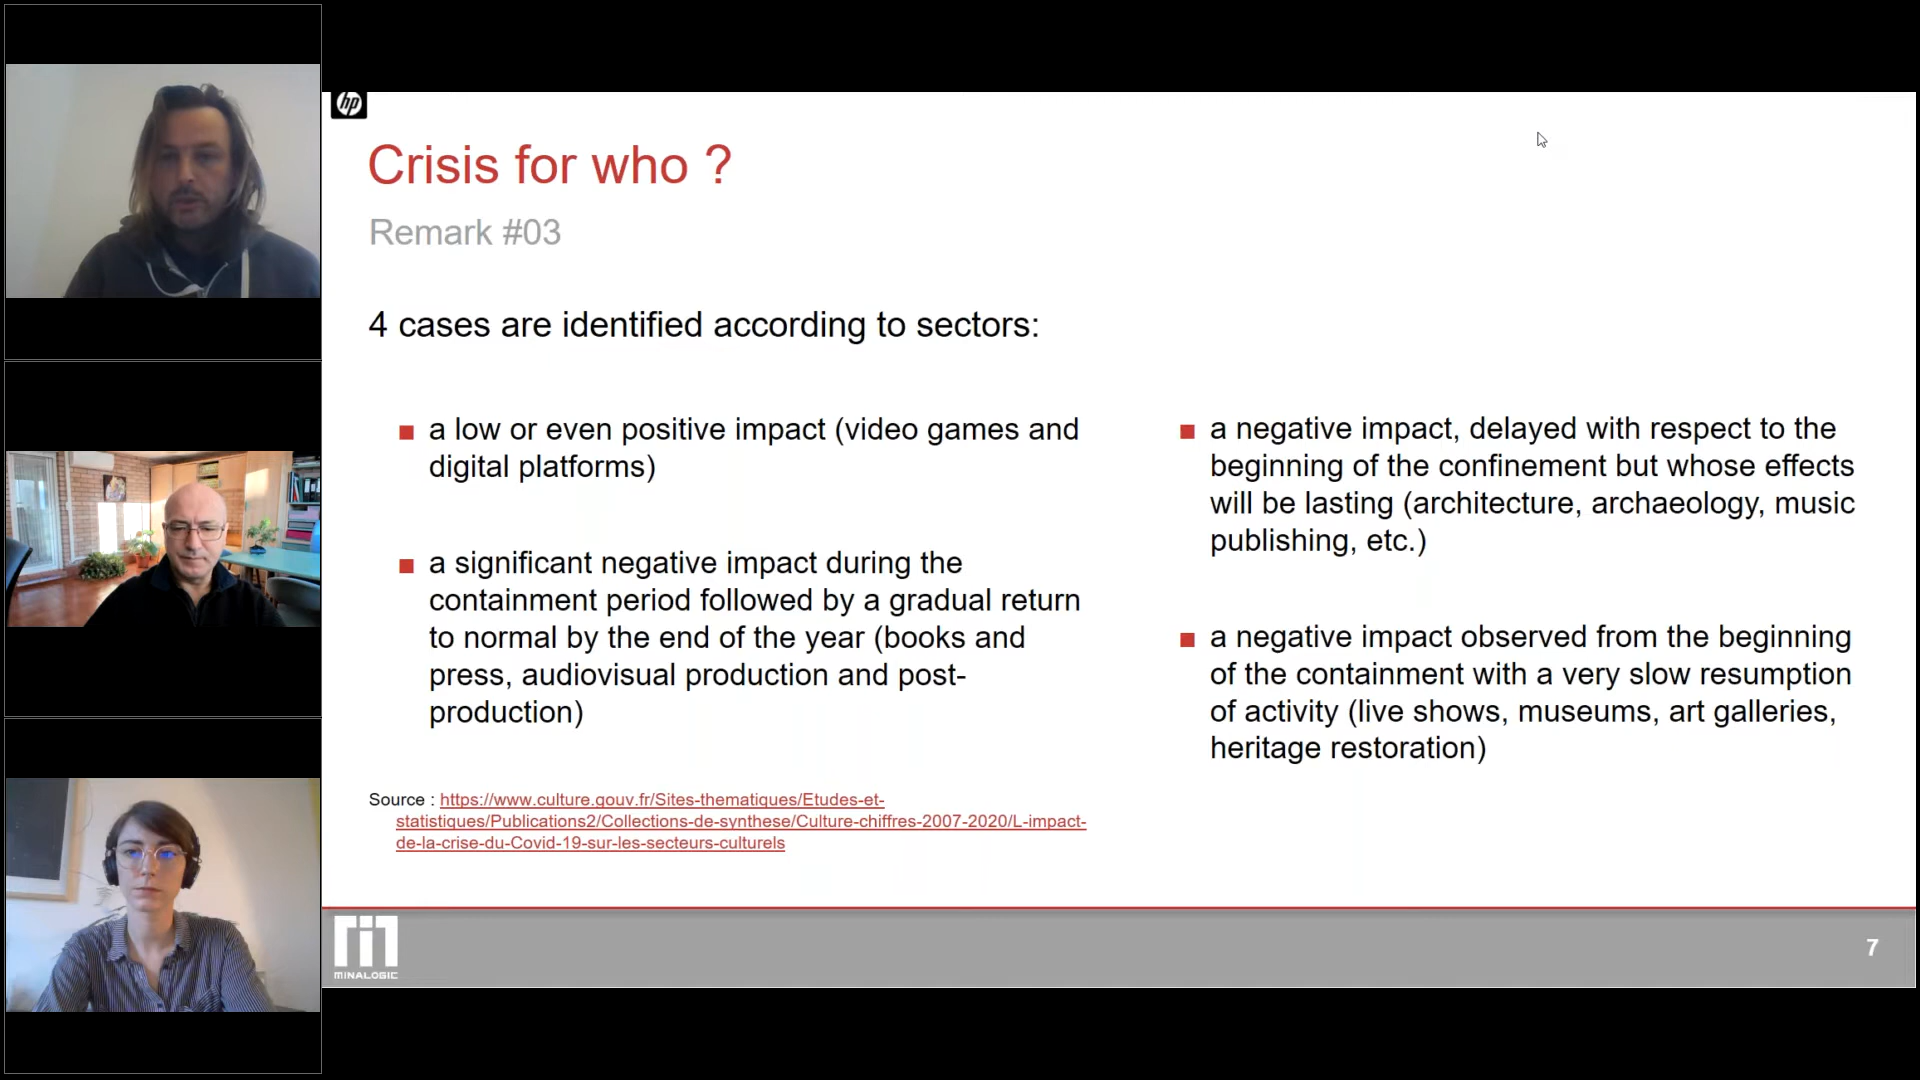 hp
Crisis for who ?
Remark #03
4 cases are identified according to sectors:
a low or even positive impact (video games and
digital platforms)
a significant negative impact during the
containment period followed by a gradual return
to normal by the end of the year (books and
press, audiovisual production and post-
production)
a negative impact, delayed with respect to the
beginning of the confinement but whose effects
will be lasting (architecture, archaeology, music
publishing, etc.)
a negative impact observed from the beginning
of the containment with a very slow resumption
of activity (live shows, museums, art galleries,
heritage restoration)
Source : https://www.culture.gouv.fr/Sites-thematiques/Etudes-et-
statistiques/Publications2/Collections-de-synthese/Culture-chiffres-2007-2020/L-impact-
de-la-crise-du-Covid-19-sur-les-secteurs-culturels
MINALOGIC
7